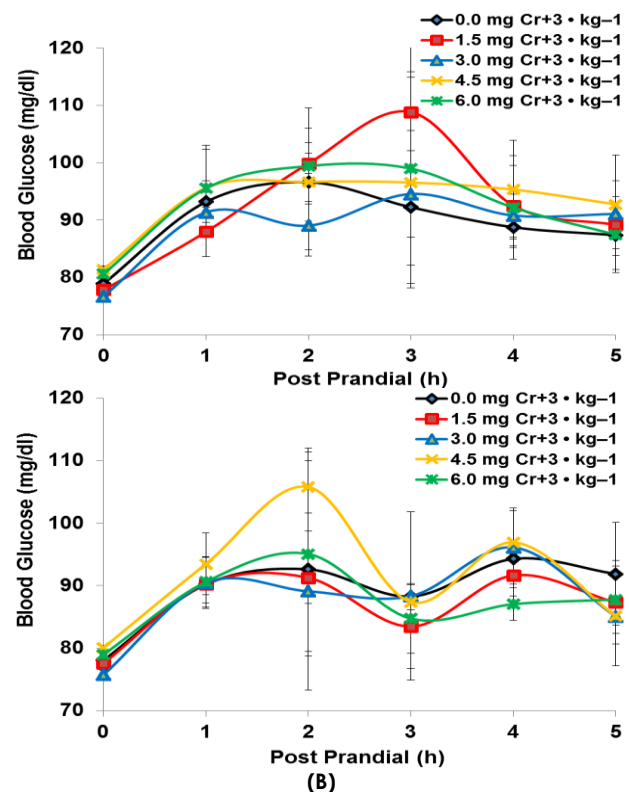 0.0 mg Cr+3 • kg–1
1.5 mg Cr+3 • kg–1
3.0 mg Cr+3 • kg–1
4.5 mg Cr+3 • kg–1
6.0 mg Cr+3 • kg–1
Blood Glucose (mg/dl)
120
110
100
90
80
70
0 1 2 3 4 5
Post Prandial (h)
0.0 mg Cr+3 • kg–1
1.5 mg Cr+3 • kg–1
3.0 mg Cr+3 • kg–1
4.5 mg Cr+3 • kg–1
6.0 mg Cr+3 • kg–1
Blood Glucose (mg/dl)
120
110
100
90
80
70
0 1 2 3 4 5
Post Prandial (h)
(B)